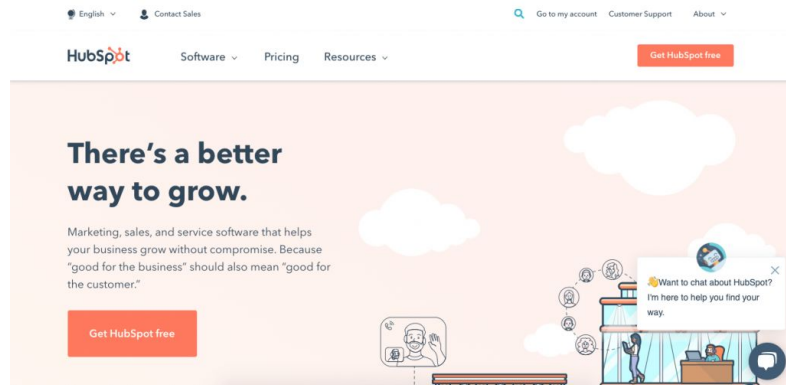 English
Contact Sales
Go to my account
Customer Support
About
HubSpot
Software
Pricing
Resources
Get HubSpot free
There's a better
way to grow.
Marketing, sales, and service software that helps
your business grow without compromise. Because
"good for the business" should also mean "good for
the customer."
Get HubSpot free
👋Want to chat about HubSpot?
I'm here to help you find your
way.